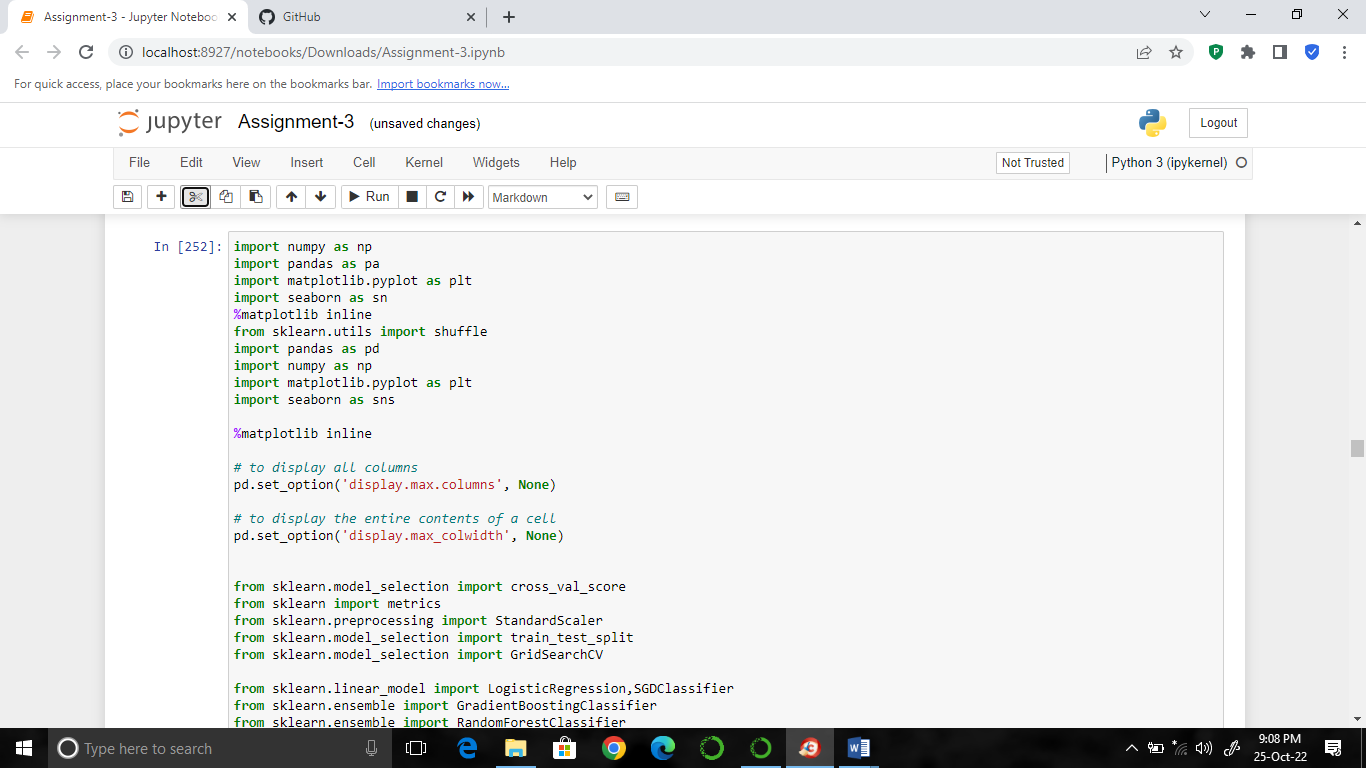 Assignment-3 - Jupyter Noteboo
GitHub
localhost:8927/notebooks/Downloads/Assignment-3.ipynb
For quick access, place your bookmarks here on the bookmarks bar. Import bookmarks now...
jupyter Assignment-3 (unsaved changes)
Logout
File Edit View Insert Cell Kernel Widgets Help
Not Trusted
Python 3 (ipykernel)
Run
Markdown
In [252]:
import numpy as np
import pandas as pa
import matplotlib.pyplot as plt
import seaborn as sn
%matplotlib inline
from sklearn.utils import shuffle
import pandas as pd
import numpy as np
import matplotlib.pyplot as plt
import seaborn as sns
%matplotlib inline
# to display all columns
pd.set_option('display.max.columns', None)
# to display the entire contents of a cell
pd.set_option('display.max_colwidth', None)
from sklearn.model_selection import cross_val_score
from sklearn import metrics
from sklearn.preprocessing import StandardScaler
from sklearn.model_selection import train_test_split
from sklearn.model_selection import GridSearchCV
from sklearn.linear_model import LogisticRegression,SGDClassifier
from sklearn.ensemble import GradientBoostingClassifier
from sklearn.ensemble import RandomForestClassifier
Type here to search
9:08 PM
25-Oct-22